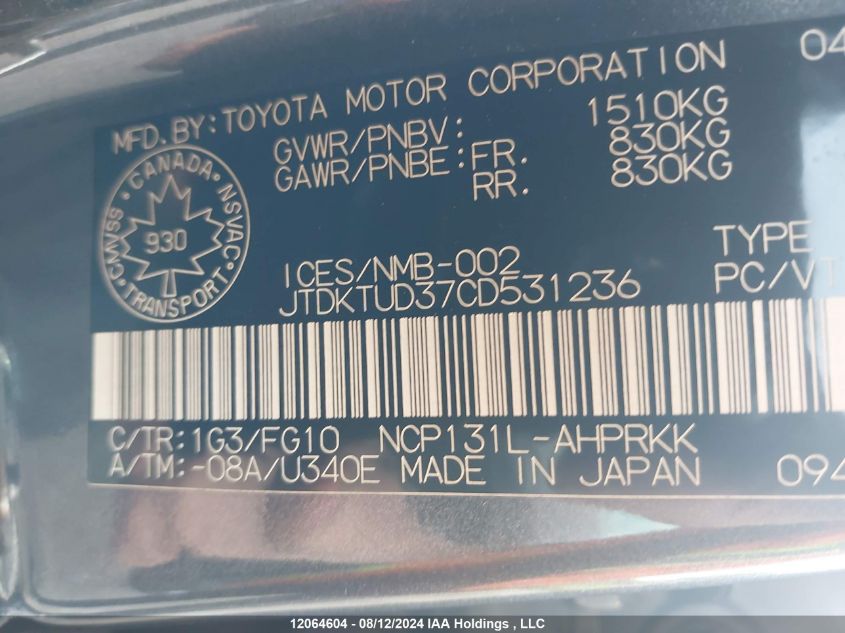 MFD. BY: TOYOTA MOTOR CORPORATION 04
GVWR/PNBV: 1510KG
GAWR/PNBE: FR. 830KG
RR. 830KG
CANADA
CMVSS NSVAC
930
TRANSPORT
ICES/NMB-002 TYPE
JTDKTUD37CD531236 PC/VT
C/TR: 1G3/FG10 NCP131L-AHPRKK
A/TM: -08A/U340E MADE IN JAPAN 094
12064604 - 08/12/2024 IAA Holdings , LLC